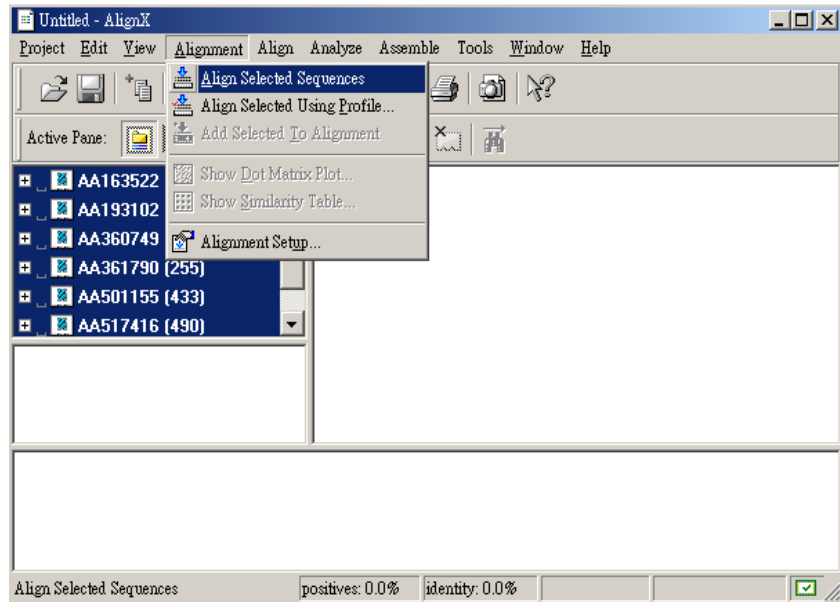 Untitled - AlignX
Project Edit View Alignment Align Analyze Assemble Tools Window Help
Align Selected Sequences
Align Selected Using Profile...
Add Selected To Alignment
Show Dot Matrix Plot...
Show Similarity Table...
Alignment Setup...
Active Pane:
AA163522
AA193102
AA360749
AA361790 (255)
AA501155 (433)
AA517416 (490)
Align Selected Sequences positives: 0.0% identity: 0.0%